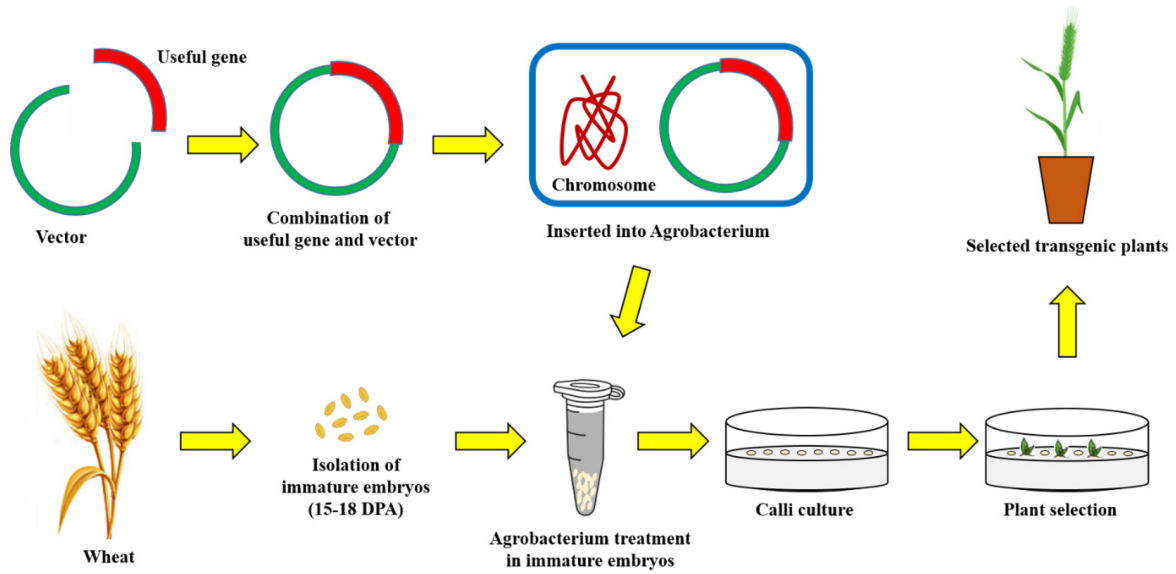 Useful gene
Vector
Combination of
useful gene and vector
Chromosome
Inserted into Agrobacterium
Selected transgenic plants
Wheat
Isolation of
immature embryos
(15-18 DPA)
Agrobacterium treatment
in immature embryos
Calli culture
Plant selection